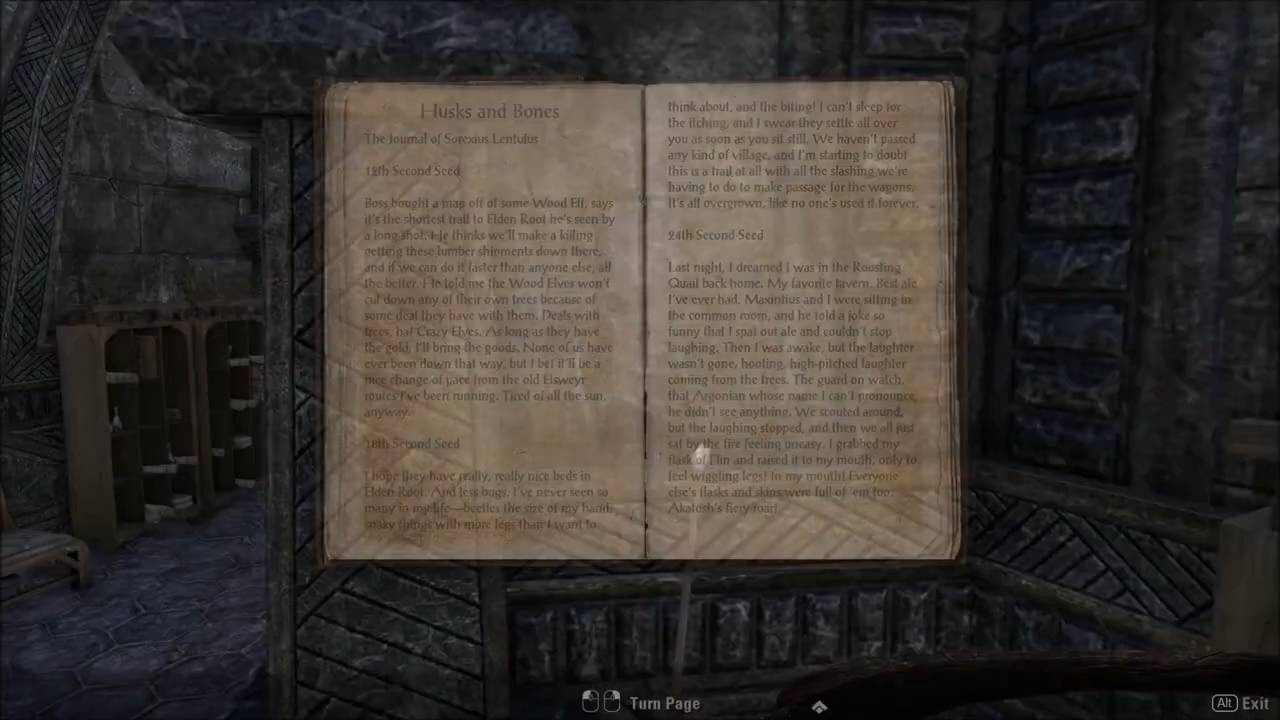 Husks and Bones
The Journal of Sorexius Lentulus
12th Second Seed
Boss bought a map off of some Wood Elf, says
it's the shortest trail to Elden Root he's seen by
a long shot. He thinks we'll make a killing
getting these lumber shipments down there,
and if we can do it faster than anyone else, all
the better. He told me the Wood Elves won't
cut down any of their own trees because of
some deal they have with them. Deals with
trees, ha! Crazy Elves. As long as they have
the gold, I'll bring the goods. None of us have
ever been down that way, but I bet it'll be a
nice change of pace from the old Elsweyr
routes I've been running. Tired of all the sun,
anyway.
18th Second Seed
I hope they have really, really nice beds in
Elden Root. And less bugs. I've never seen so
many in my life—beetles the size of my hand,
snaky things with more legs than I want to
think about, and the biting! I can't sleep for
the itching, and I swear they settle all over
you as soon as you sit still. We haven't passed
any kind of village, and I'm starting to doubt
this is a trail at all with all the slashing we're
having to do to make passage for the wagons.
It's all overgrown, like no one's used it forever.
24th Second Seed
Last night, I dreamed I was in the Rousting
Quail back home. My favorite tavern. Best ale
I've ever had. Maxintius and I were sitting in
the common room, and he told a joke so
funny that I spat out ale and couldn't stop
laughing. Then I was awake, but the laughter
wasn't gone, hooting, high-pitched laughter
coming from the trees. The guard on watch,
that Argonian whose name I can't pronounce,
he didn't see anything. We scouted around,
but the laughing stopped, and then we all just
sat by the fire feeling uneasy. I grabbed my
flask of Flin and raised it to my mouth, only to
feel wiggling legs! In my mouth! Everyone
else's flasks and skins were full of 'em too.
Akatosh's fiery roar!
Turn Page
Alt Exit